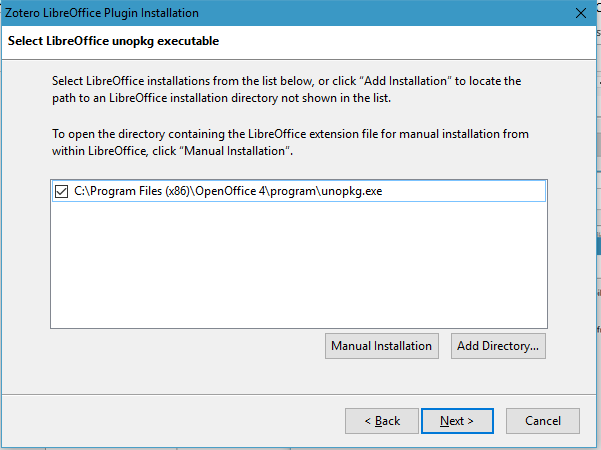 Zotero LibreOffice Plugin Installation
Select LibreOffice unopkg executable
Select LibreOffice installations from the list below, or click “Add Installation” to locate the
path to an LibreOffice installation directory not shown in the list.
To open the directory containing the LibreOffice extension file for manual installation from
within LibreOffice, click “Manual Installation”.
C:\Program Files (x86)\OpenOffice 4\program\unopkg.exe
Manual Installation Add Directory...
< Back Next > Cancel